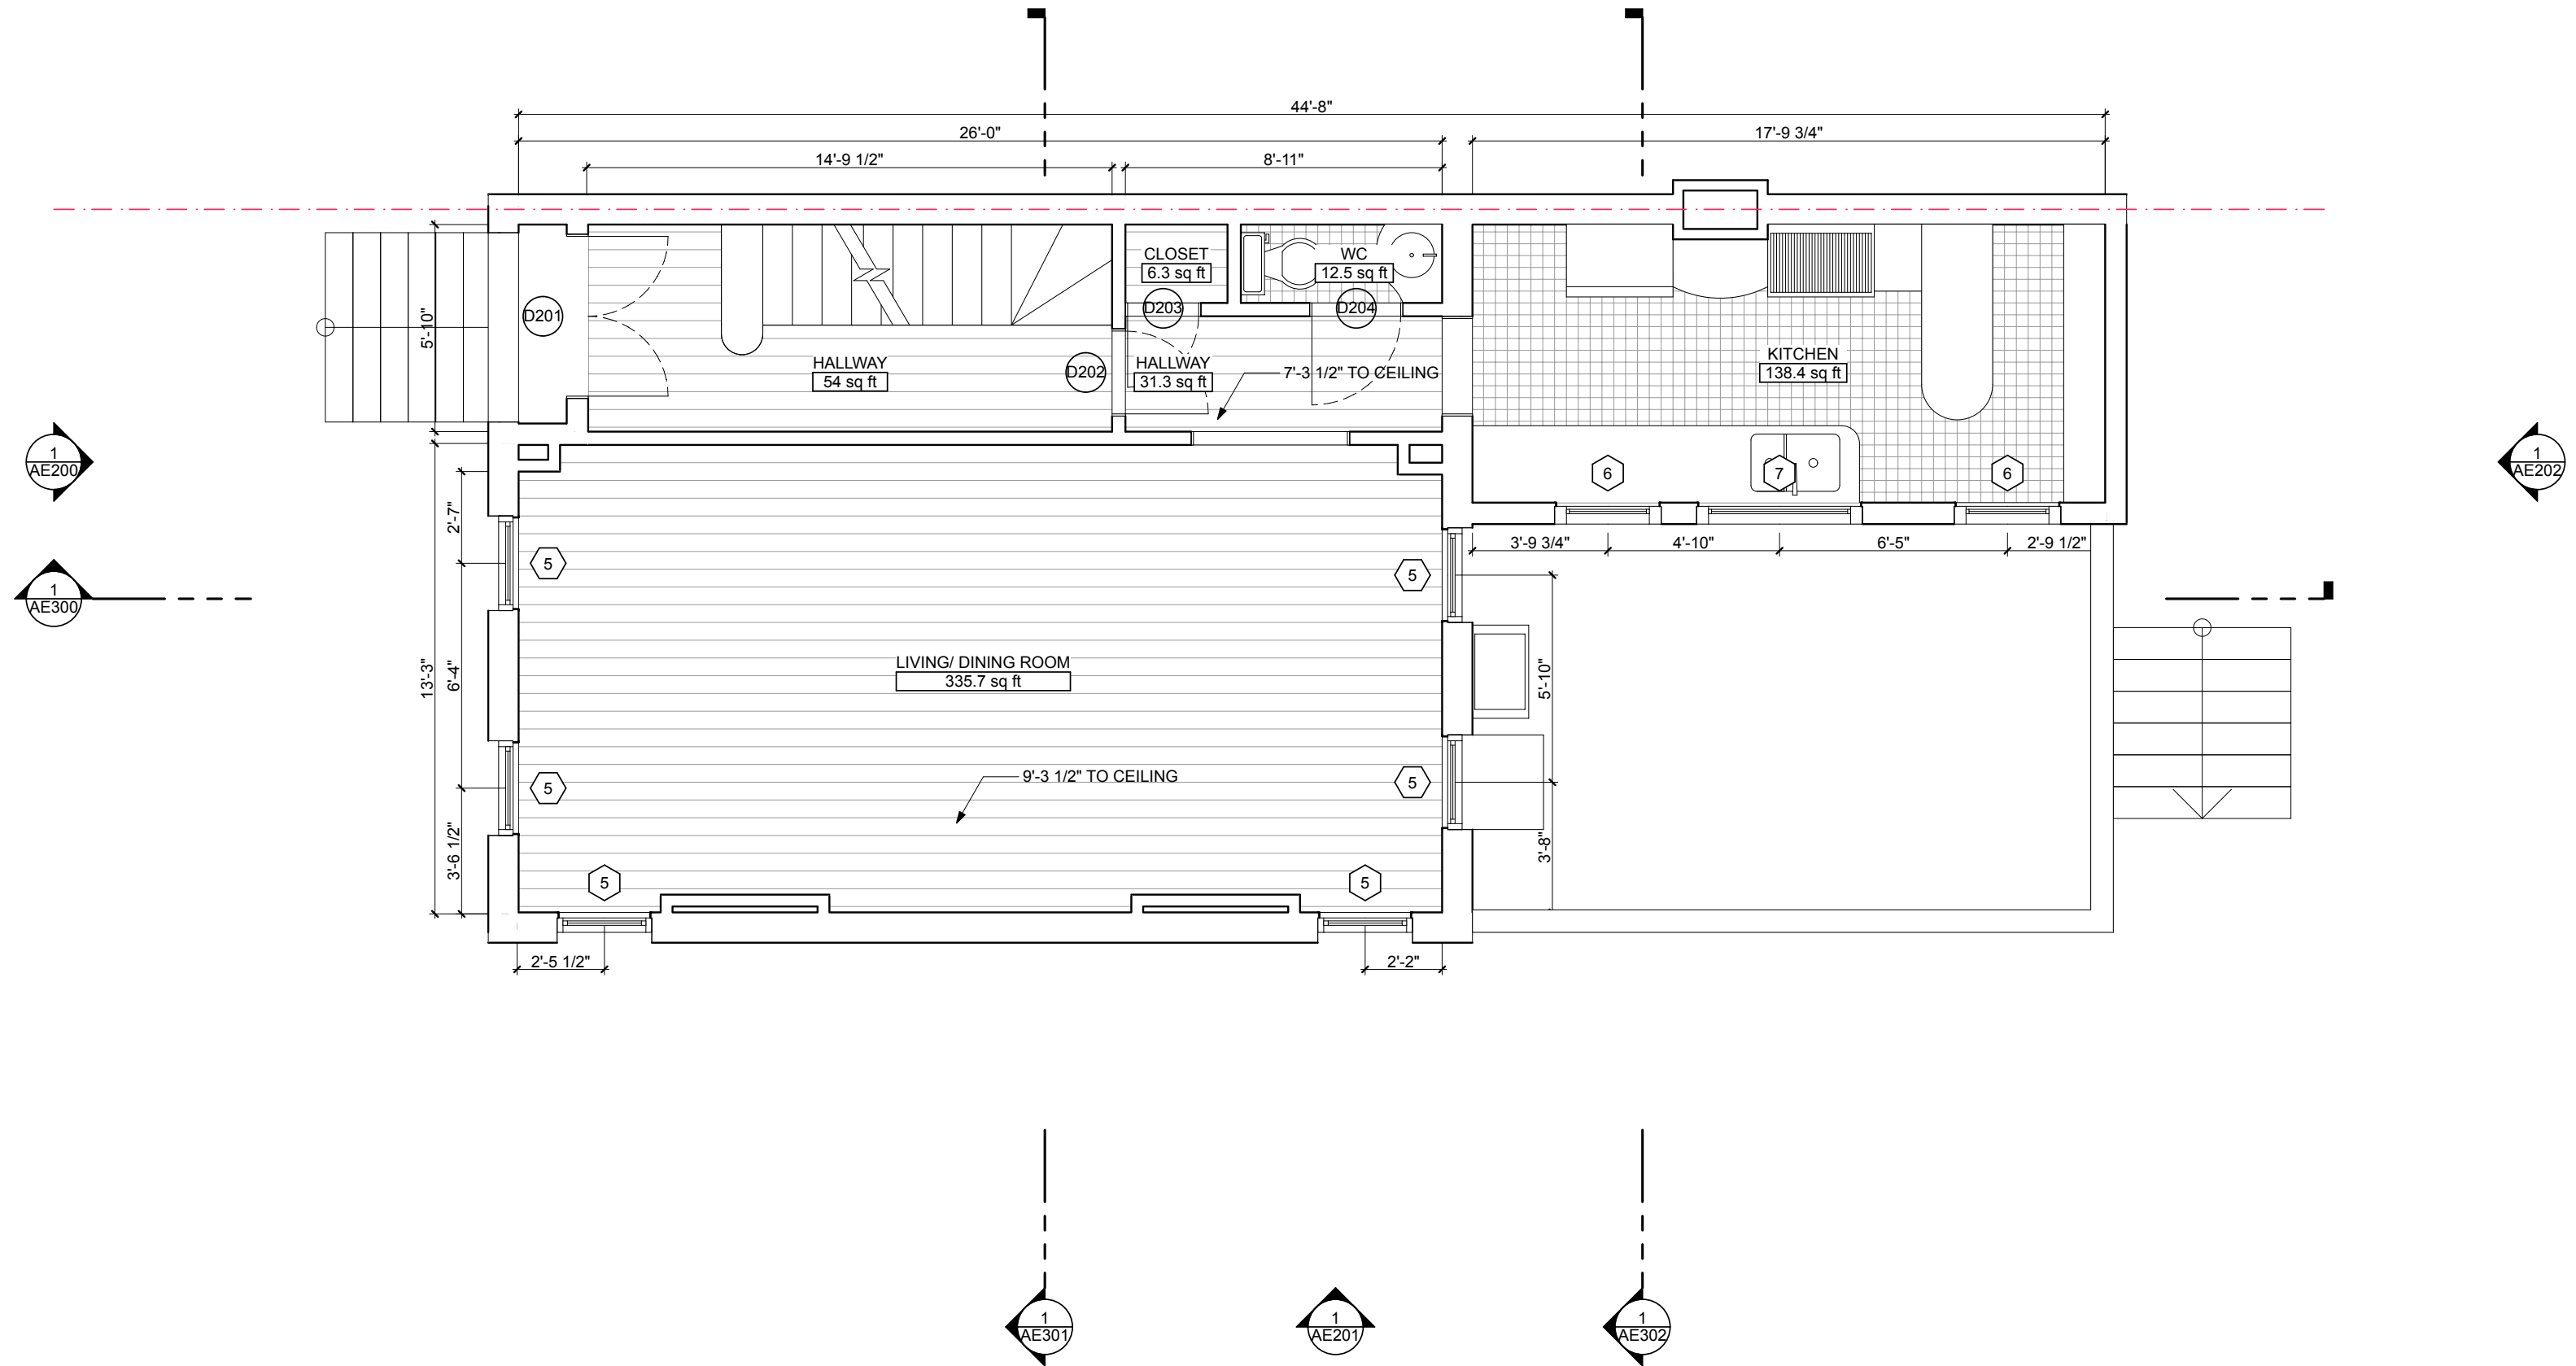 44'-8"
26'-0"
17'-9 3/4"
14'-9 1/2"
8'-11"
CLOSET
6.3 sq ft
WC
12.5 sq ft
D201
D203
D204
5'-10"
HALLWAY
54 sq ft
D202
HALLWAY
31.3 sq ft
7'-3 1/2" TO CEILING
KITCHEN
138.4 sq ft
1
AE200
6
7
6
1
AE202
2'-7"
5
5
3'-9 3/4"
4'-10"
6'-5"
2'-9 1/2"
1
AE300
13'-3"
6'-4"
LIVING/ DINING ROOM
335.7 sq ft
5'-10"
9'-3 1/2" TO CEILING
5
5
3'-6 1/2"
3'-8"
5
5
2'-5 1/2"
2'-2"
1
AE301
1
AE201
1
AE302